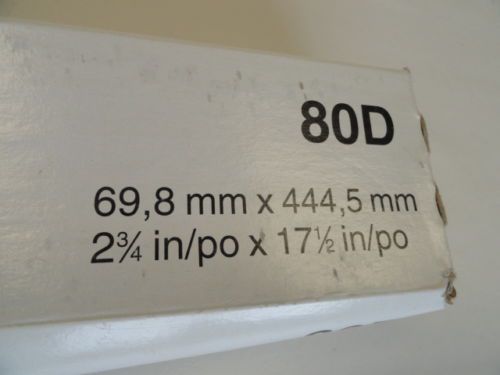 80D
69,8 mm x 444,5 mm
2¾ in/po x 17½ in/po